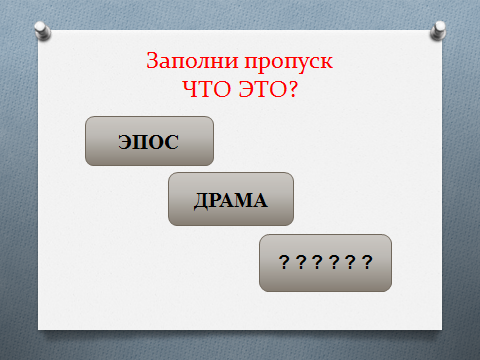 Заполни пропуск
ЧТО ЭТО?
ЭПОС
ДРАМА
? ? ? ? ? ?